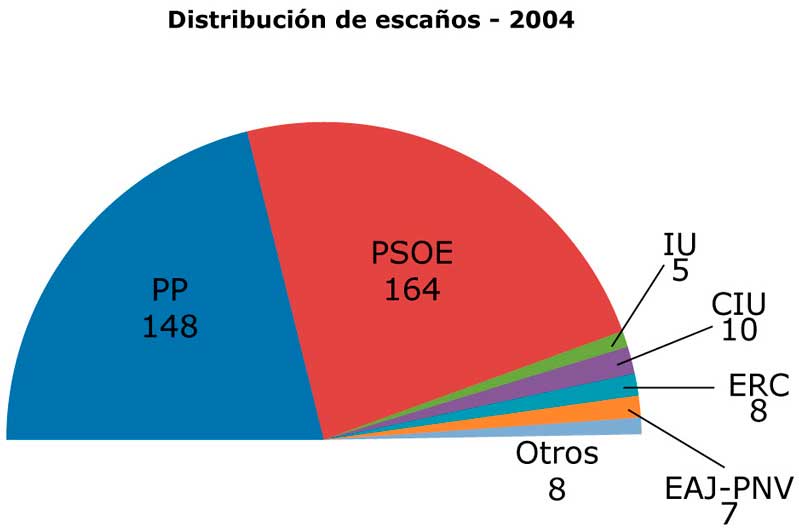 Distribución de escaños - 2004
PP
148
PSOE
164
IU
5
CIU
10
ERC
8
EAJ-PNV
7
Otros
8